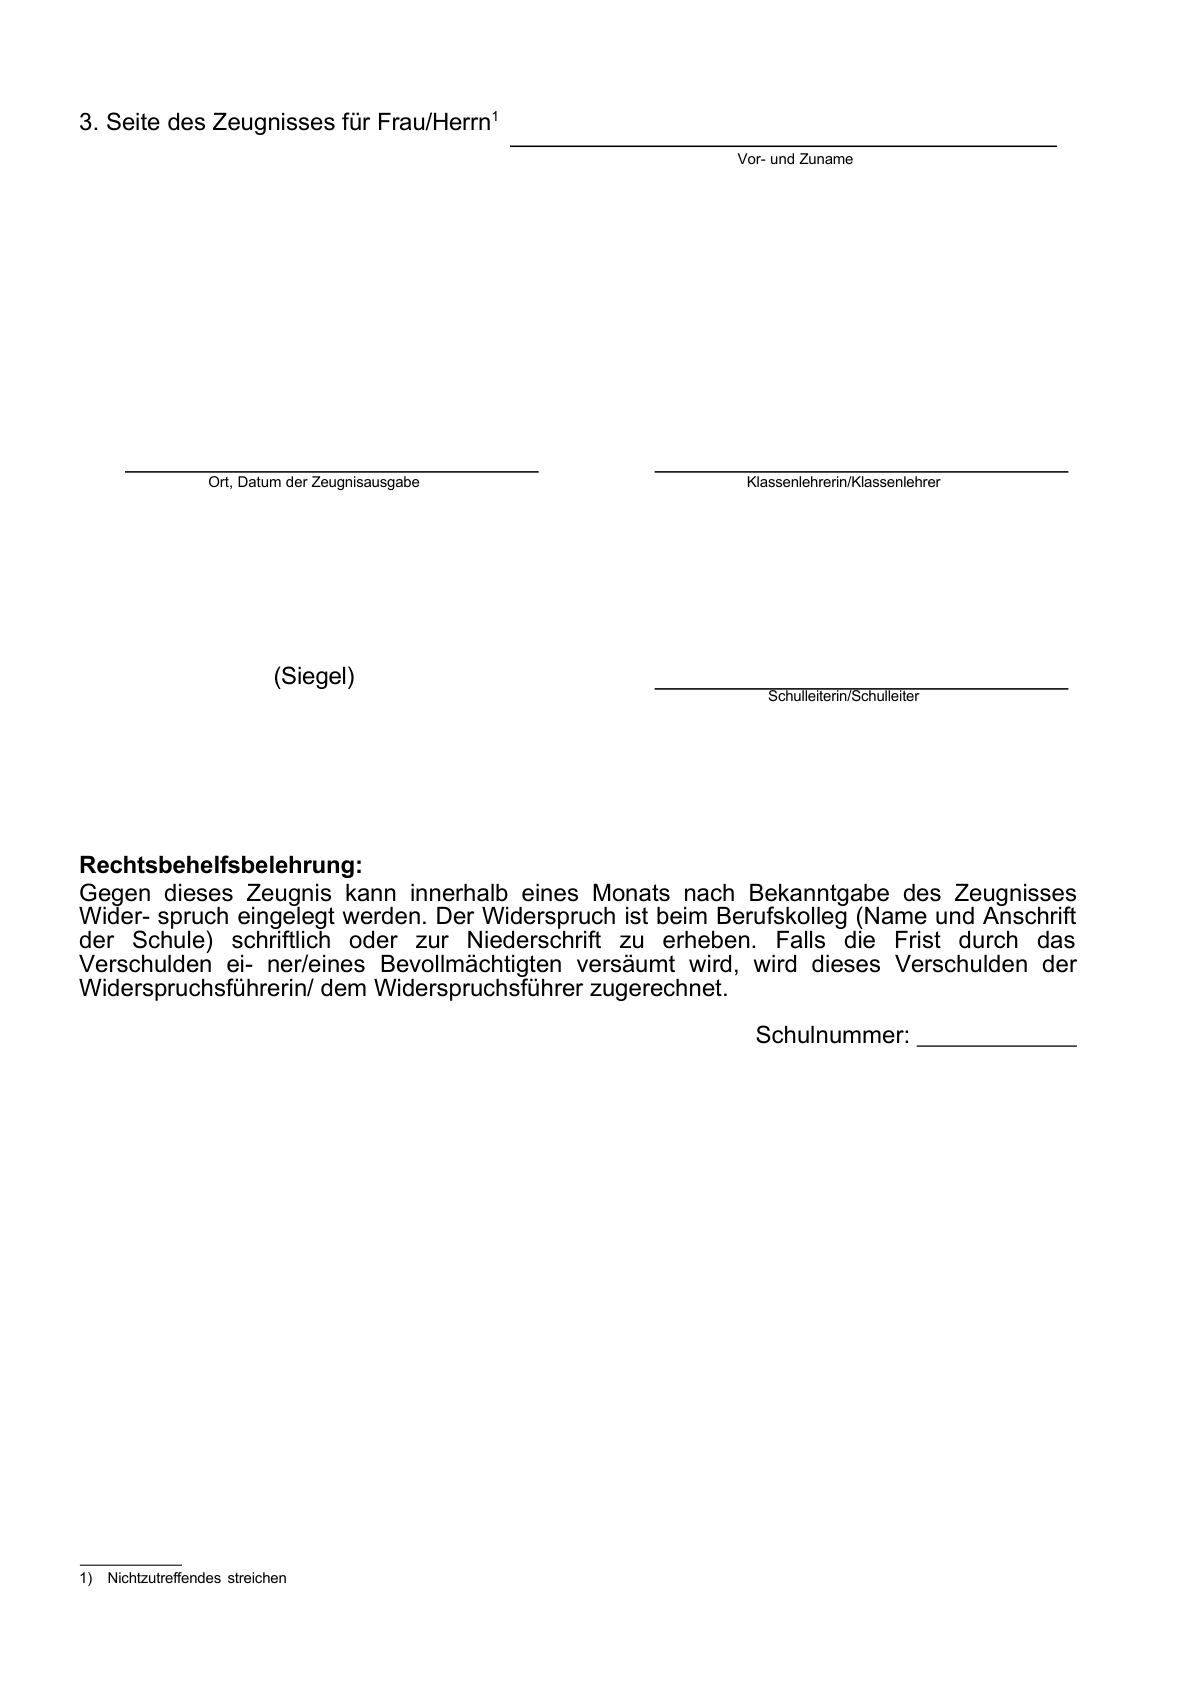 3. Seite des Zeugnisses für Frau/Herrn¹
Vor- und Zuname
Ort, Datum der Zeugnisausgabe
Klassenlehrerin/Klassenlehrer
(Siegel)
Schulleiterin/Schulleiter
Rechtsbehelfsbelehrung:
Gegen dieses Zeugnis kann innerhalb eines Monats nach Bekanntgabe des Zeugnisses
Wider- spruch eingelegt werden. Der Widerspruch ist beim Berufskolleg (Name und Anschrift
der Schule) schriftlich oder zur Niederschrift zu erheben. Falls die Frist durch das
Verschulden ei- ner/eines Bevollmächtigten versäumt wird, wird dieses Verschulden der
Widerspruchsführerin/ dem Widerspruchsführer zugerechnet.
Schulnummer: ____________
1) Nichtzutreffendes streichen